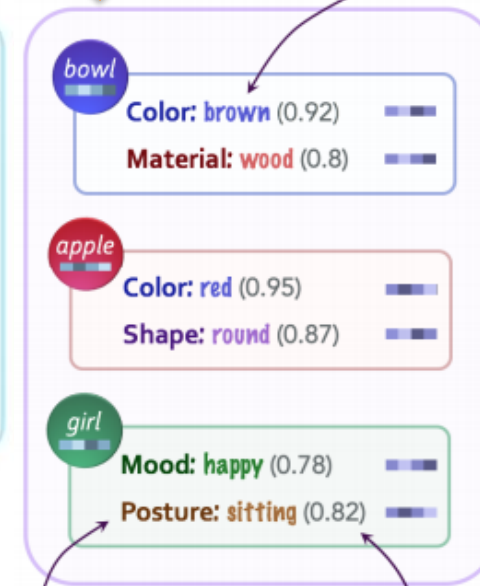 bowl
Color: brown (0.92)
Material: wood (0.8)
apple
Color: red (0.95)
Shape: round (0.87)
girl
Mood: happy (0.78)
Posture: sitting (0.82)